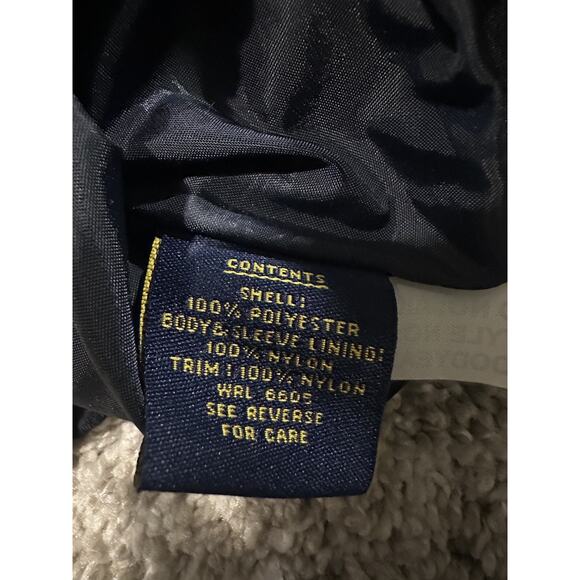 CONTENTS
SHELL:
100% POLYESTER
BODY & SLEEVE LINING:
100% NYLON
TRIM: 100% NYLON
WRL 6605
SEE REVERSE
FOR CARE